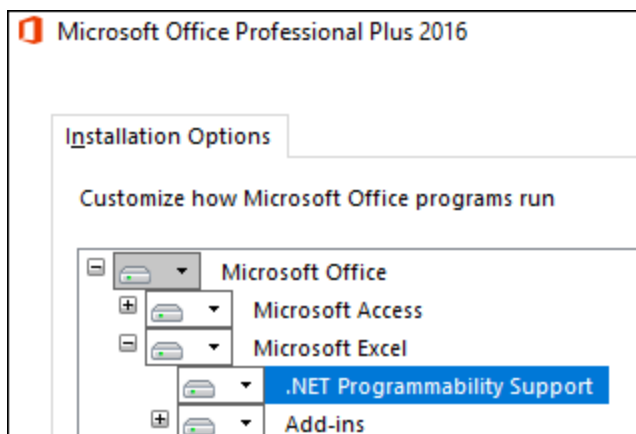 Microsoft Office Professional Plus 2016
Installation Options
Customize how Microsoft Office programs run
Microsoft Office
Microsoft Access
Microsoft Excel
.NET Programmability Support
Add-ins